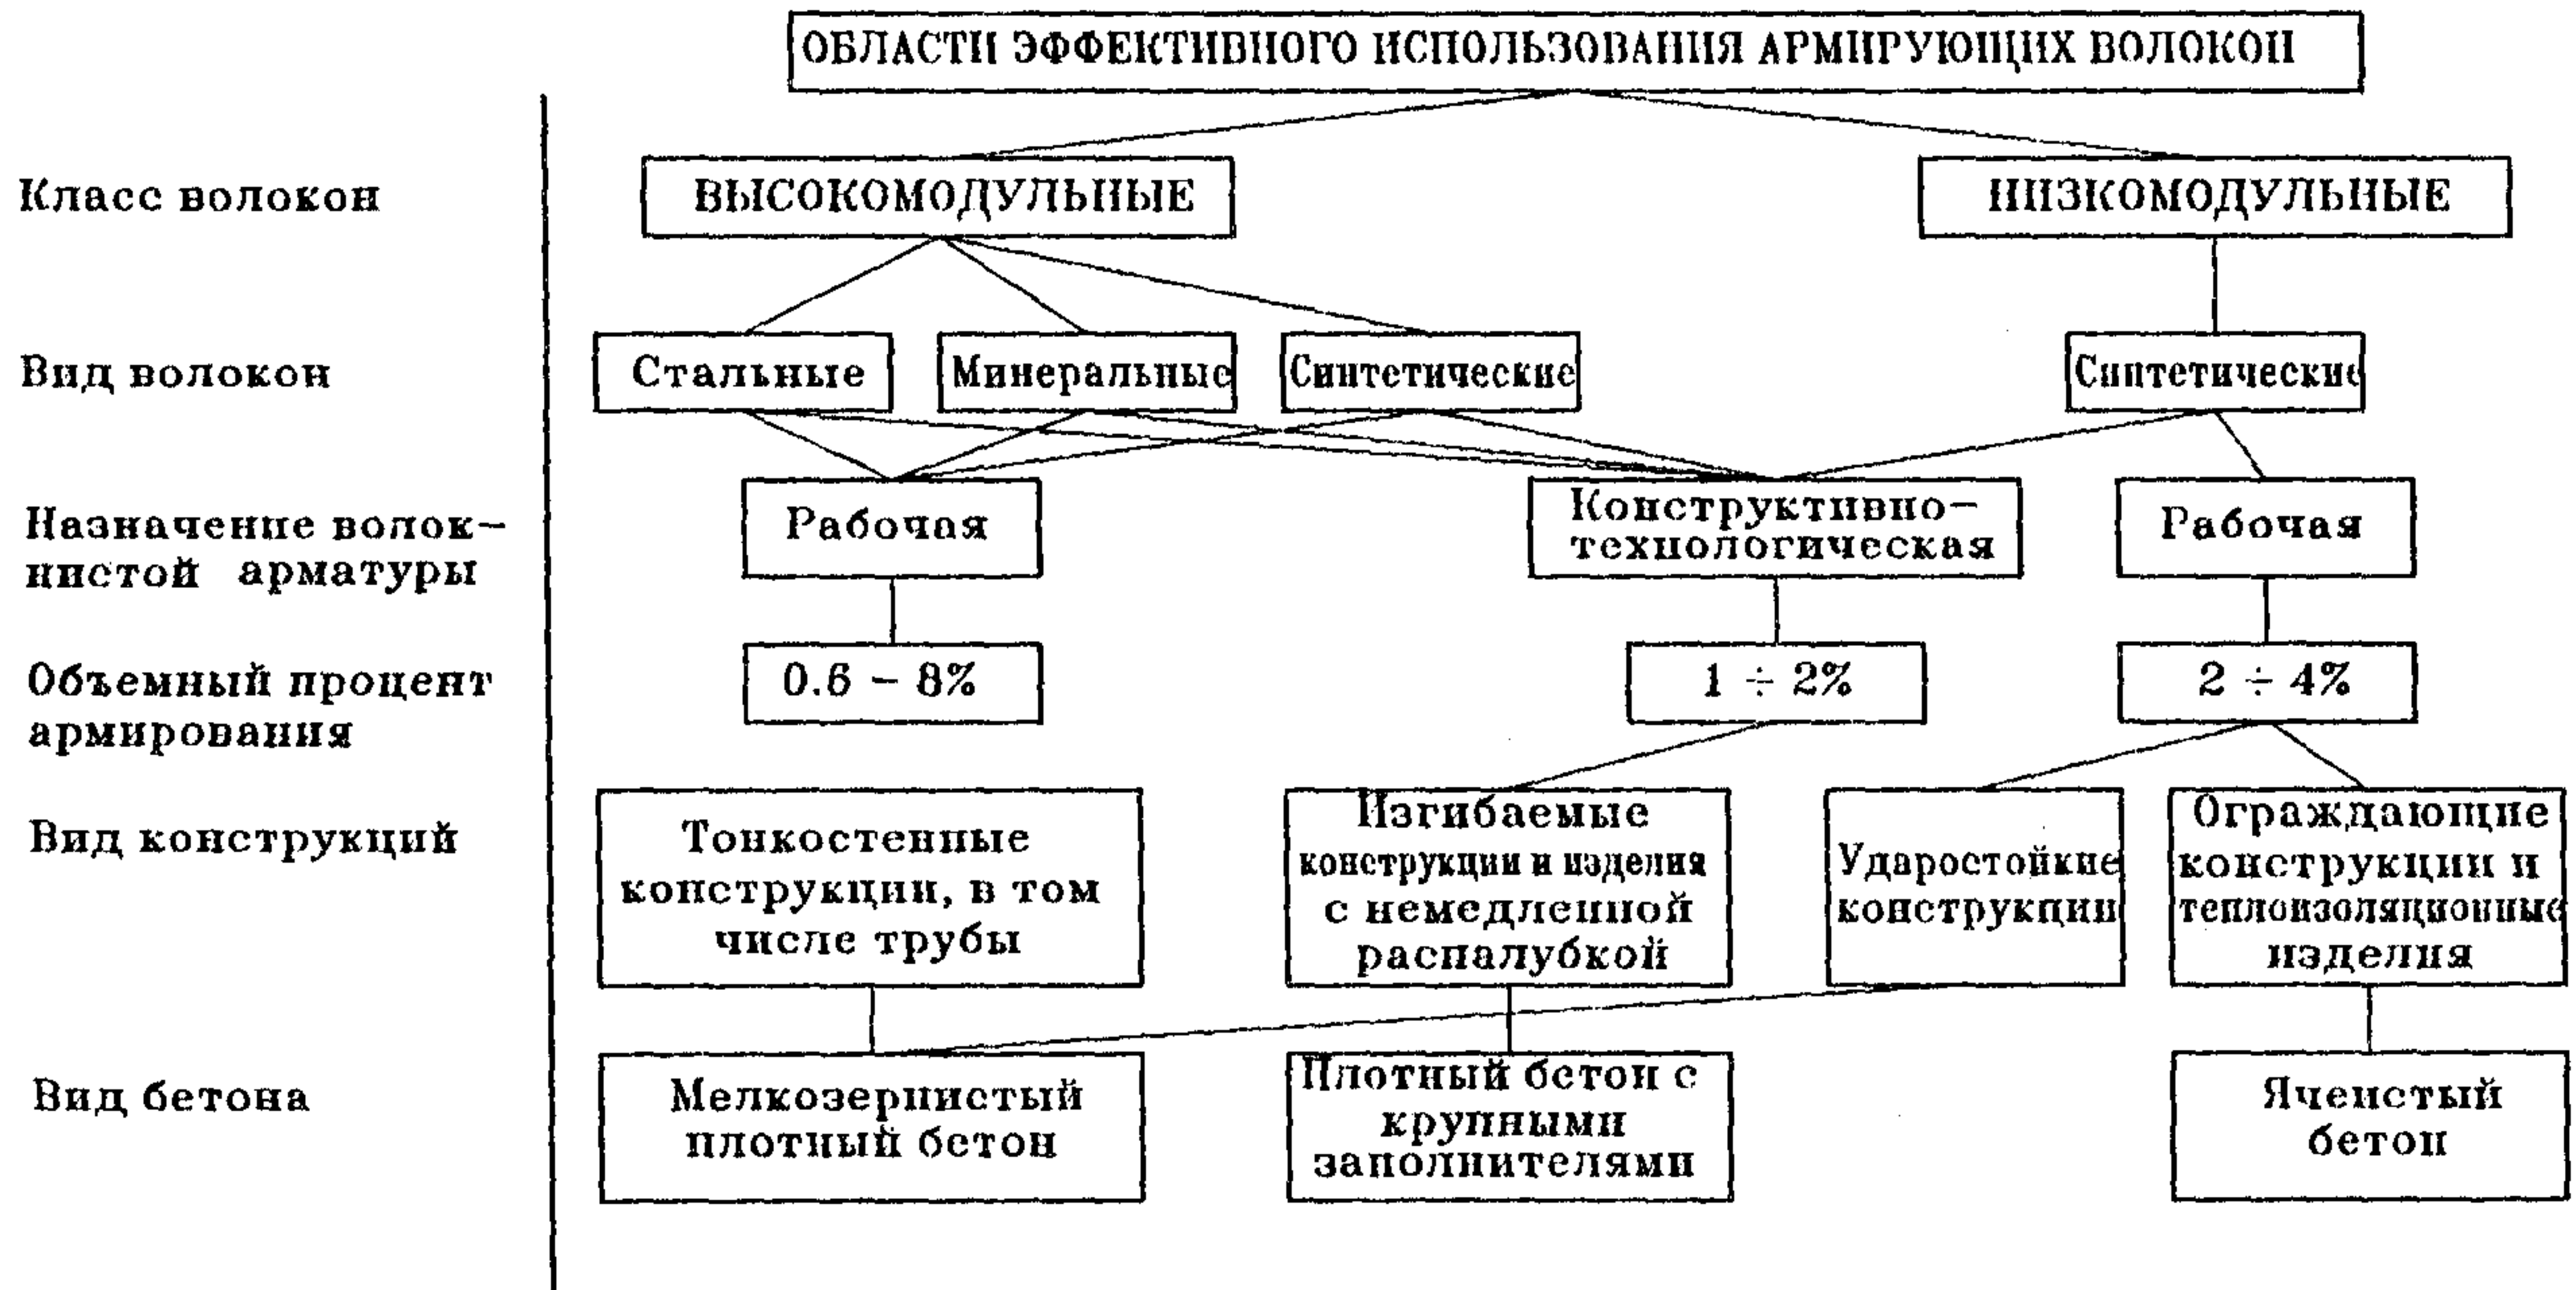 ОБЛАСТИ ЭФФЕКТИВНОГО ИСПОЛЬЗОВАНИЯ АРМИРУЮЩИХ ВОЛОКОН
Класс волокон
ВЫСОКОМОДУЛЬНЫЕ
НИЗКОМОДУЛЬНЫЕ
Вид волокон
Стальные
Минеральные
Синтетические
Синтетические
Назначение волок-
нистой арматуры
Рабочая
Конструктивно-
технологическая
Рабочая
Объемный процент
армирования
0.6 - 8%
1 ÷ 2%
2 ÷ 4%
Вид конструкций
Тонкостенные
конструкции, в том
числе трубы
Изгибаемые
конструкции и изделия
с немедленной
распалубкой
Ударостойкие
конструкции
Ограждающие
конструкции и
теплоизоляционные
изделия
Вид бетона
Мелкозернистый
плотный бетон
Плотный бетон с
крупными
заполнителями
Ячеистый
бетон